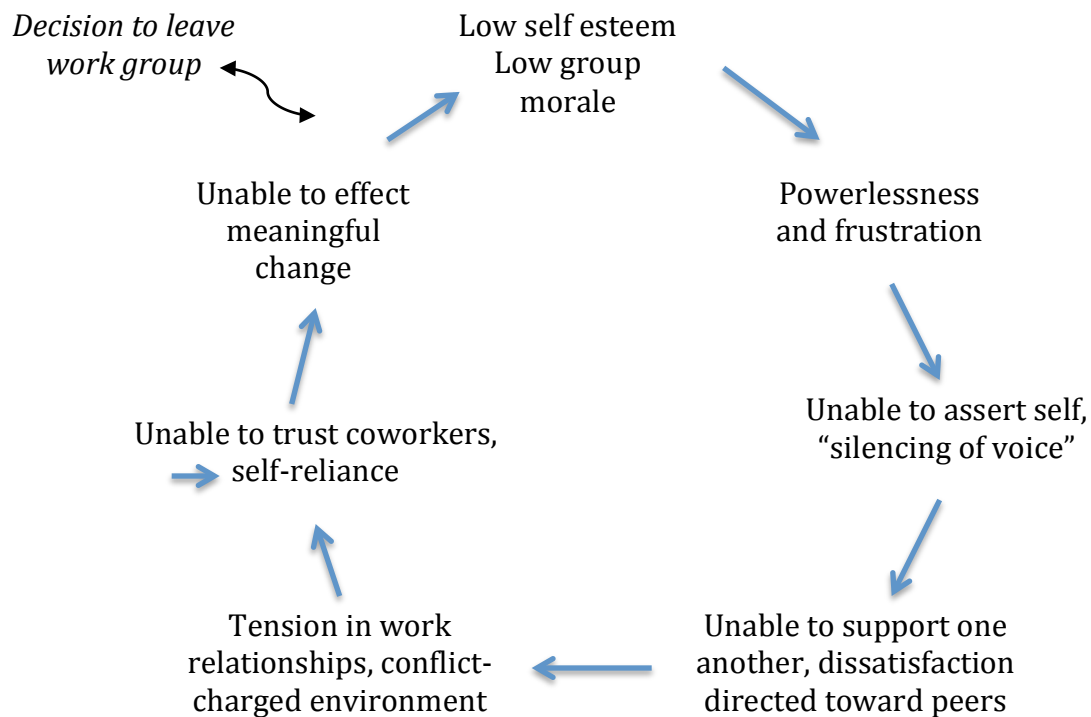 Decision to leave
work group
Low self esteem
Low group
morale
Powerlessness
and frustration
Unable to assert self,
“silencing of voice”
Unable to support one
another, dissatisfaction
directed toward peers
Tension in work
relationships, conflict-
charged environment
Unable to trust coworkers,
self-reliance
Unable to effect
meaningful
change